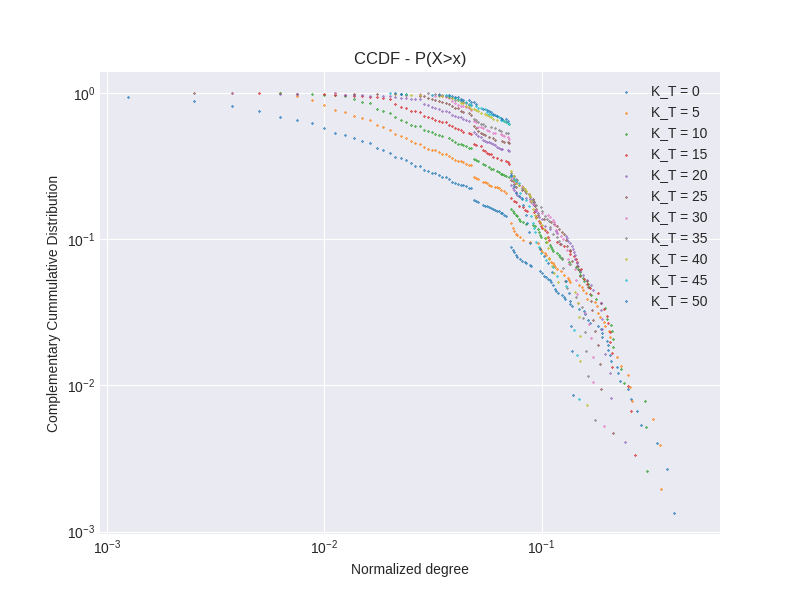 CCDF - P(X>x)
10⁰
10⁻¹
10⁻²
10⁻³
Complementary Cummulative Distribution
10⁻³
10⁻²
10⁻¹
Normalized degree
K_T = 0
K_T = 5
K_T = 10
K_T = 15
K_T = 20
K_T = 25
K_T = 30
K_T = 35
K_T = 40
K_T = 45
K_T = 50